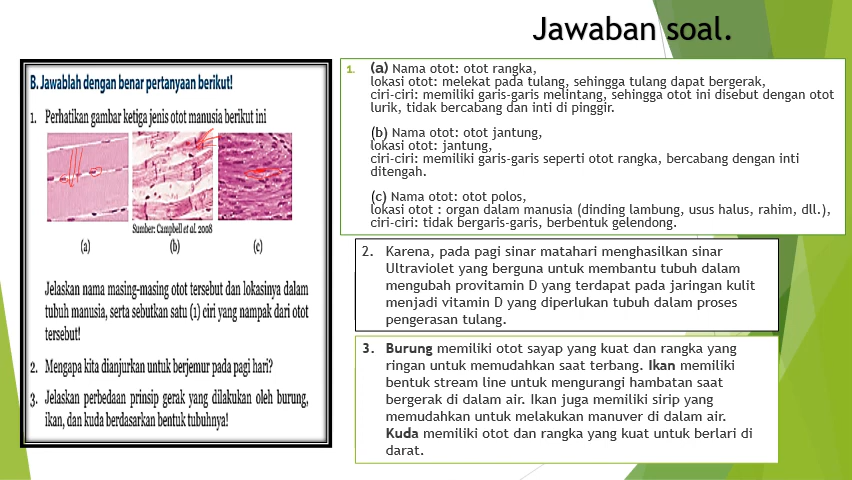 Jawaban soal.
B. Jawablah dengan benar pertanyaan berikut!
1. Perhatikan gambar ketiga jenis otot manusia berikut ini
Sumber: Campbell et al. 2008
(a) (b) (c)
Jelaskan nama masing-masing otot tersebut dan lokasinya dalam
tubuh manusia, serta sebutkan satu (1) ciri yang nampak dari otot
tersebut!
2. Mengapa kita dianjurkan untuk berjemur pada pagi hari?
3. Jelaskan perbedaan prinsip gerak yang dilakukan oleh burung,
ikan, dan kuda berdasarkan bentuk tubuhnya!
1. (a) Nama otot: otot rangka,
lokasi otot: melekat pada tulang, sehingga tulang dapat bergerak,
ciri-ciri: memiliki garis-garis melintang, sehingga otot ini disebut dengan otot
lurik, tidak bercabang dan inti di pinggir.
(b) Nama otot: otot jantung,
lokasi otot: jantung,
ciri-ciri: memiliki garis-garis seperti otot rangka, bercabang dengan inti
ditengah.
(c) Nama otot: otot polos,
lokasi otot : organ dalam manusia (dinding lambung, usus halus, rahim, dll.),
ciri-ciri: tidak bergaris-garis, berbentuk gelendong.
2. Karena, pada pagi sinar matahari menghasilkan sinar
Ultraviolet yang berguna untuk membantu tubuh dalam
mengubah provitamin D yang terdapat pada jaringan kulit
menjadi vitamin D yang diperlukan tubuh dalam proses
pengerasan tulang.
3. Burung memiliki otot sayap yang kuat dan rangka yang
ringan untuk memudahkan saat terbang. Ikan memiliki
bentuk stream line untuk mengurangi hambatan saat
bergerak di dalam air. Ikan juga memiliki sirip yang
memudahkan untuk melakukan manuver di dalam air.
Kuda memiliki otot dan rangka yang kuat untuk berlari di
darat.